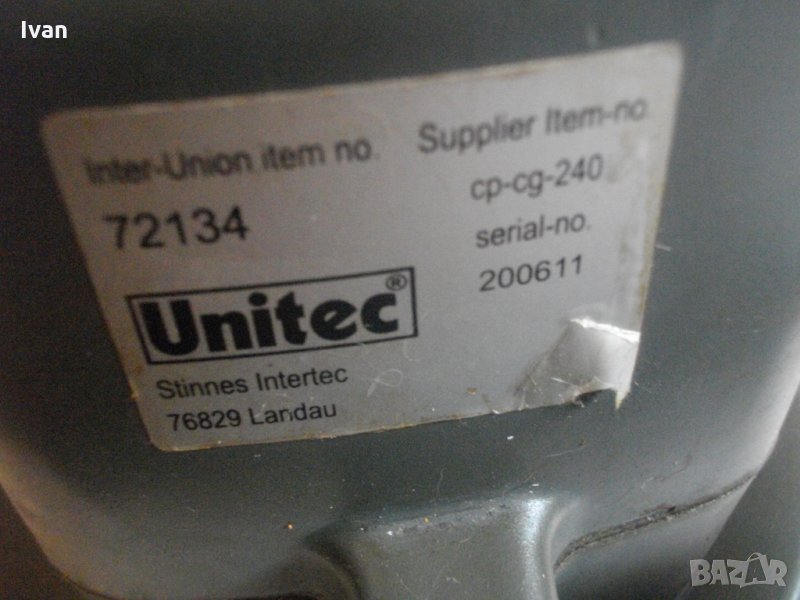 Ivan
Inter-Union item no.
72134
Supplier Item-no.
cp-cg-240
serial-no.
200611
Unitec®
Stinnes Intertec
76829 Landau
BAZAR